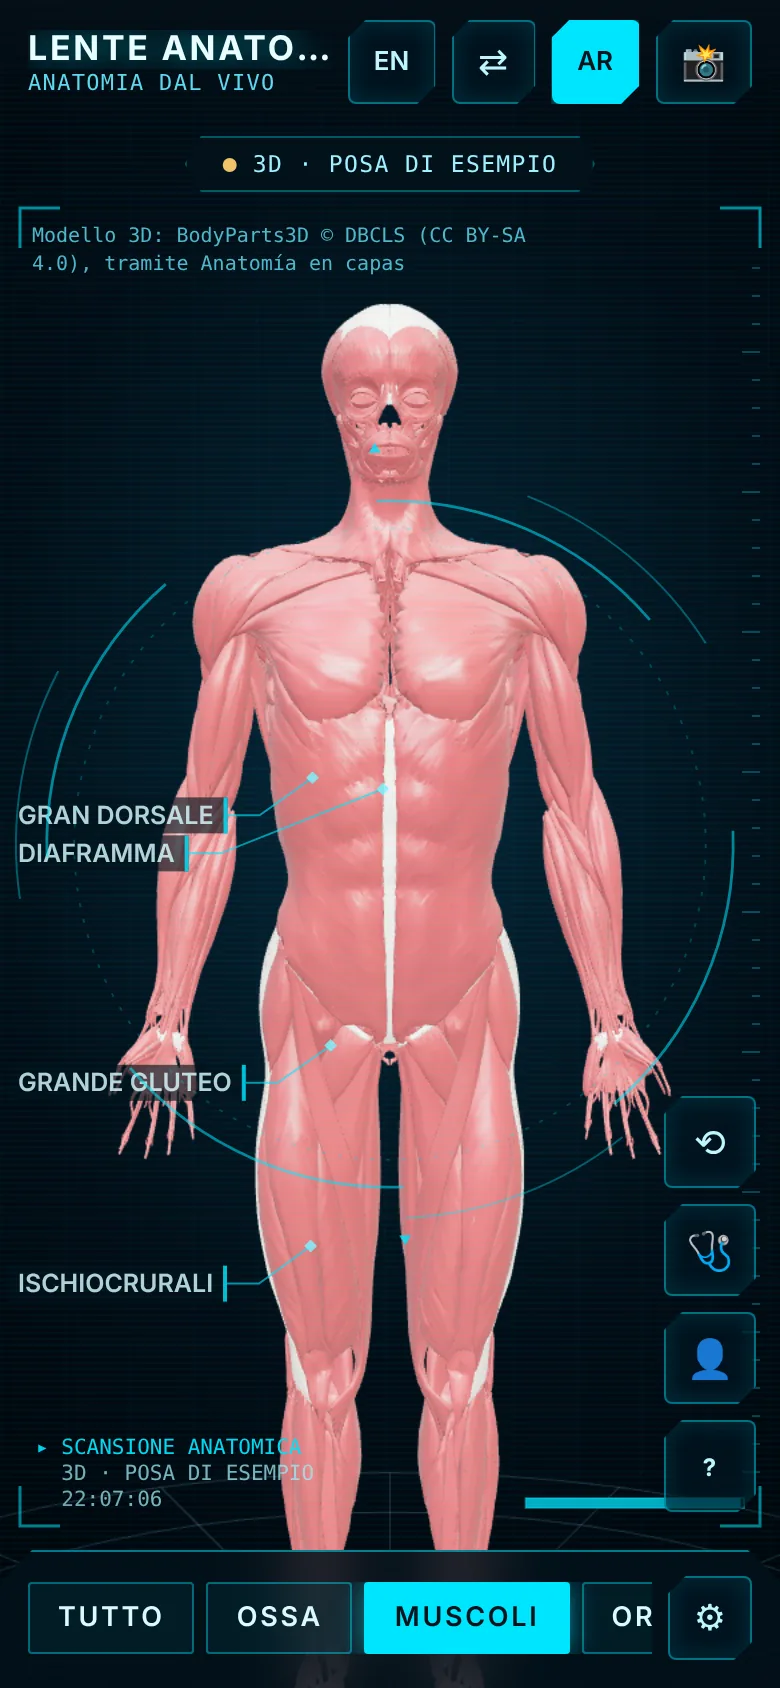 LENTE ANATO...
ANATOMIA DAL VIVO
EN
AR
3D · POSA DI ESEMPIO
Modello 3D: BodyParts3D © DBCLS (CC BY-SA
4.0), tramite Anatomía en capas
GRAN DORSALE
DIAFRAMMA
GRANDE GLUTEO
ISCHIOCRURALI
?
▸ SCANSIONE ANATOMICA
3D · POSA DI ESEMPIO
22:07:06
TUTTO
OSSA
MUSCOLI
OR